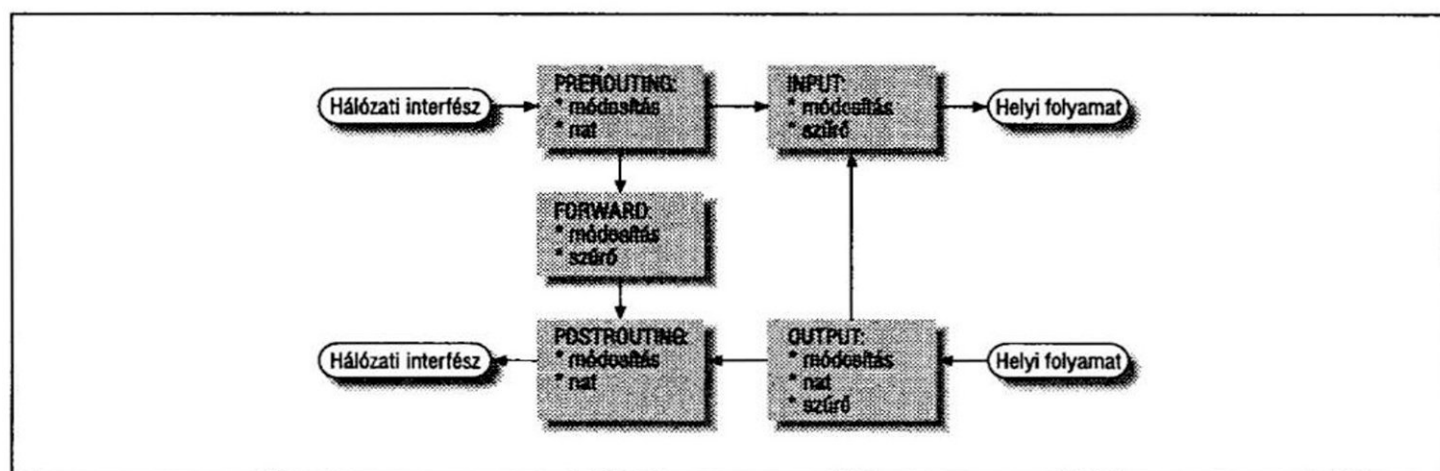 Hálózati interfész
PREROUTING:
* módosítás
* nat
INPUT:
* módosítás
* szűrő
Helyi folyamat
FORWARD:
* módosítás
* szűrő
Hálózati interfész
POSTROUTING:
* módosítás
* nat
OUTPUT:
* módosítás
* nat
* szűrő
Helyi folyamat